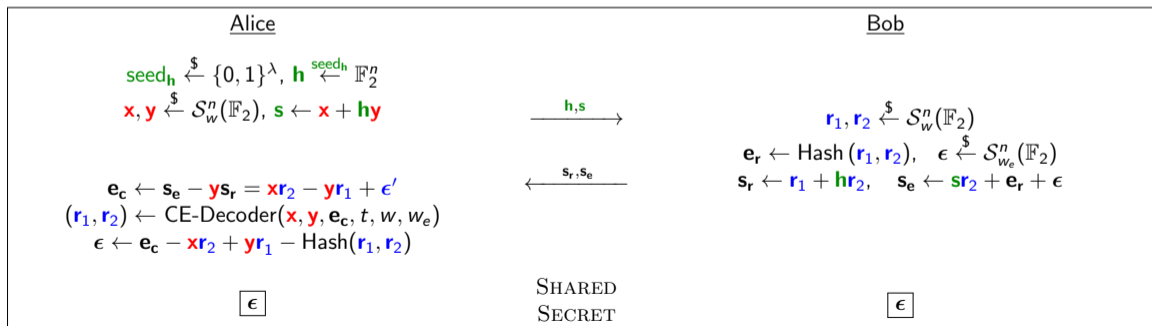 Alice
Bob
seed_h ←$ {0, 1}^λ, h ←seed_h 𝔽_2^n
x, y ←$ 𝒮_w^n(𝔽_2), s ← x + hy
h,s
r_1, r_2 ←$ 𝒮_w^n(𝔽_2)
e_r ← Hash (r_1, r_2), ϵ ←$ 𝒮_{w_e}^n(𝔽_2)
s_r ← r_1 + hr_2, s_e ← sr_2 + e_r + ϵ
s_r,s_e
e_c ← s_e − ys_r = xr_2 − yr_1 + ϵ′
(r_1, r_2) ← CE-Decoder(x, y, e_c, t, w, w_e)
ϵ ← e_c − xr_2 + yr_1 − Hash(r_1, r_2)
ϵ
SHARED
SECRET
ϵ